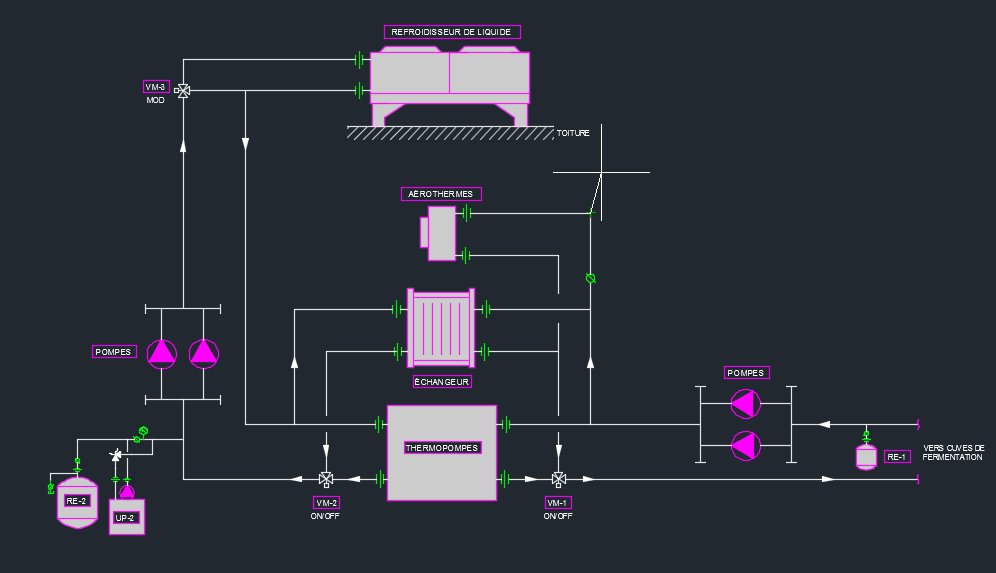 REFROIDISSEUR DE LIQUIDE
VM-3
MOD
TOITURE
AÉROTHERMES
POMPES
ÉCHANGEUR
POMPES
THERMOPOMPES
VERS CUVES DE
FERMENTATION
RE-1
RE-2
UP-2
VM-2
ON/OFF
VM-1
ON/OFF